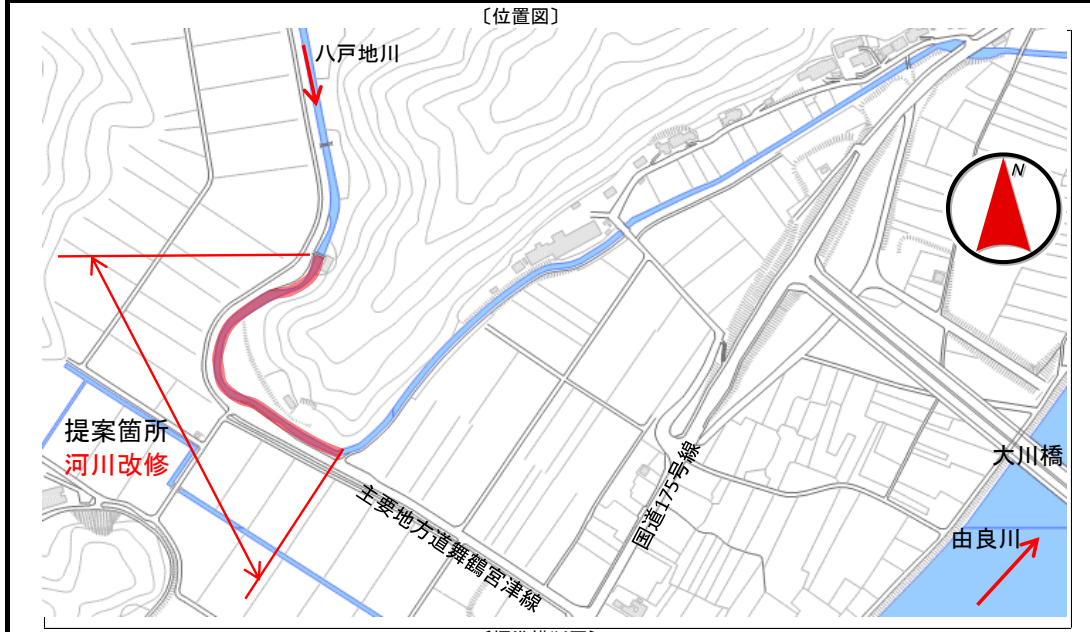 〔位置図〕
八戸地川
N
提案箇所
河川改修
主要地方道舞鶴宮津線
国道175号線
大川橋
由良川